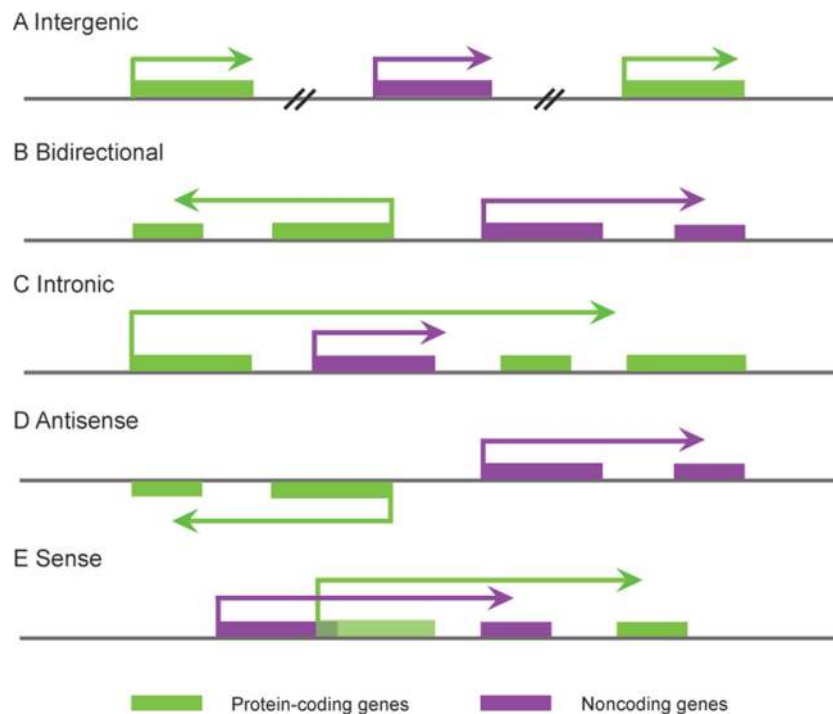 A Intergenic
B Bidirectional
C Intronic
D Antisense
E Sense
Protein-coding genes
Noncoding genes